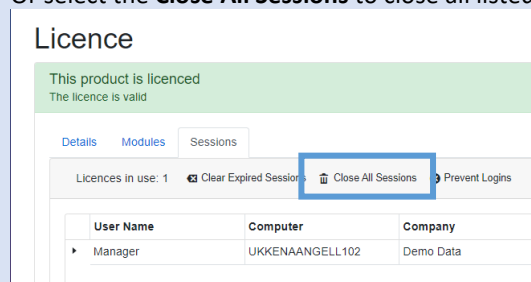 Or select the Close All Sessions to close all listed
Licence
This product is licenced
The licence is valid
Details Modules Sessions
Licences in use: 1 Clear Expired Sessions Close All Sessions Prevent Logins
User Name Computer Company
Manager UKKENAANGELL102 Demo Data